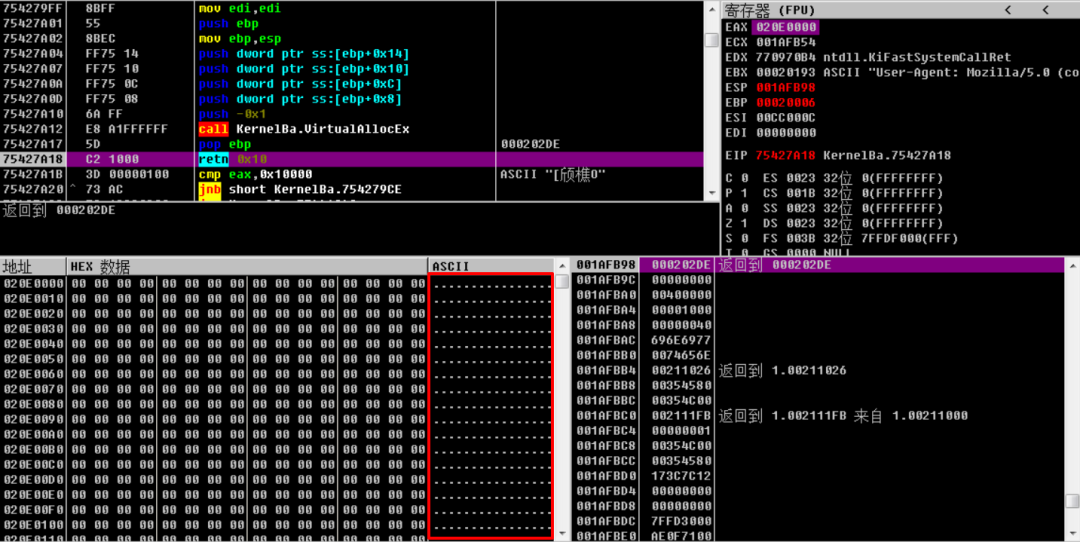 754279FF 8BFF mov edi,edi
75427A01 55 push ebp
75427A02 8BEC mov ebp,esp
75427A04 FF75 14 push dword ptr ss:[ebp+0x14]
75427A07 FF75 10 push dword ptr ss:[ebp+0x10]
75427A0A FF75 0C push dword ptr ss:[ebp+0xC]
75427A0D FF75 08 push dword ptr ss:[ebp+0x8]
75427A10 6A FF push -0x1
75427A12 E8 A1FFFFFF call KernelBa.VirtualAllocEx
75427A17 5D pop ebp 000202DE
75427A18 C2 1000 retn 0x10
75427A1B 3D 00000100 cmp eax,0x10000 ASCII "[颀樵0"
75427A20 ^ 73 AC jnb short KernelBa.754279CE
返回到 000202DE
寄存器 (FPU) < <
EAX 020E0000
ECX 001AFB54
EDX 770970B4 ntdll.KiFastSystemCallRet
EBX 00020193 ASCII "User-Agent: Mozilla/5.0 (co
ESP 001AFB98
EBP 00020006
ESI 00CC000C
EDI 00000000
EIP 75427A18 KernelBa.75427A18
C 0 ES 0023 32位 0(FFFFFFFF)
P 1 CS 001B 32位 0(FFFFFFFF)
A 0 SS 0023 32位 0(FFFFFFFF)
Z 1 DS 0023 32位 0(FFFFFFFF)
S 0 FS 003B 32位 7FFDF000(FFF)
T 0 GS 0000 NULL
地址 HEX 数据 ASCII
020E0000 00 00 00 00 00 00 00 00 00 00 00 00 00 00 00 00 ................
020E0010 00 00 00 00 00 00 00 00 00 00 00 00 00 00 00 00 ................
020E0020 00 00 00 00 00 00 00 00 00 00 00 00 00 00 00 00 ................
020E0030 00 00 00 00 00 00 00 00 00 00 00 00 00 00 00 00 ................
020E0040 00 00 00 00 00 00 00 00 00 00 00 00 00 00 00 00 ................
020E0050 00 00 00 00 00 00 00 00 00 00 00 00 00 00 00 00 ................
020E0060 00 00 00 00 00 00 00 00 00 00 00 00 00 00 00 00 ................
020E0070 00 00 00 00 00 00 00 00 00 00 00 00 00 00 00 00 ................
020E0080 00 00 00 00 00 00 00 00 00 00 00 00 00 00 00 00 ................
020E0090 00 00 00 00 00 00 00 00 00 00 00 00 00 00 00 00 ................
020E00A0 00 00 00 00 00 00 00 00 00 00 00 00 00 00 00 00 ................
020E00B0 00 00 00 00 00 00 00 00 00 00 00 00 00 00 00 00 ................
020E00C0 00 00 00 00 00 00 00 00 00 00 00 00 00 00 00 00 ................
020E00D0 00 00 00 00 00 00 00 00 00 00 00 00 00 00 00 00 ................
020E00E0 00 00 00 00 00 00 00 00 00 00 00 00 00 00 00 00 ................
020E00F0 00 00 00 00 00 00 00 00 00 00 00 00 00 00 00 00 ................
020E0100 00 00 00 00 00 00 00 00 00 00 00 00 00 00 00 00 ................
020E0110 00 00 00 00 00 00 00 00 00 00 00 00 00 00 00 00
001AFB98 000202DE 返回到 000202DE
001AFB9C 00000000
001AFBA0 00400000
001AFBA4 00001000
001AFBA8 00000040
001AFBAC 696E6977
001AFBB0 0074656E
001AFBB4 00211026 返回到 1.00211026
001AFBB8 00354580
001AFBBC 00354C00
001AFBC0 002111FB 返回到 1.002111FB 来自 1.00211000
001AFBC4 00000001
001AFBC8 00354C00
001AFBCC 00354580
001AFBD0 173C7C12
001AFBD4 00000000
001AFBD8 00000000
001AFBDC 7FFD3000
001AFBE0 AE0F7100